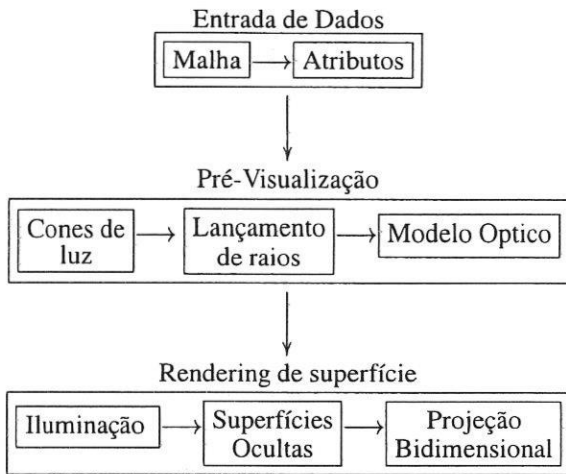 Entrada de Dados
Malha
Atributos
Pré-Visualização
Cones de
luz
Lançamento
de raios
Modelo Optico
Rendering de superfície
Iluminação
Superfícies
Ocultas
Projeção
Bidimensional